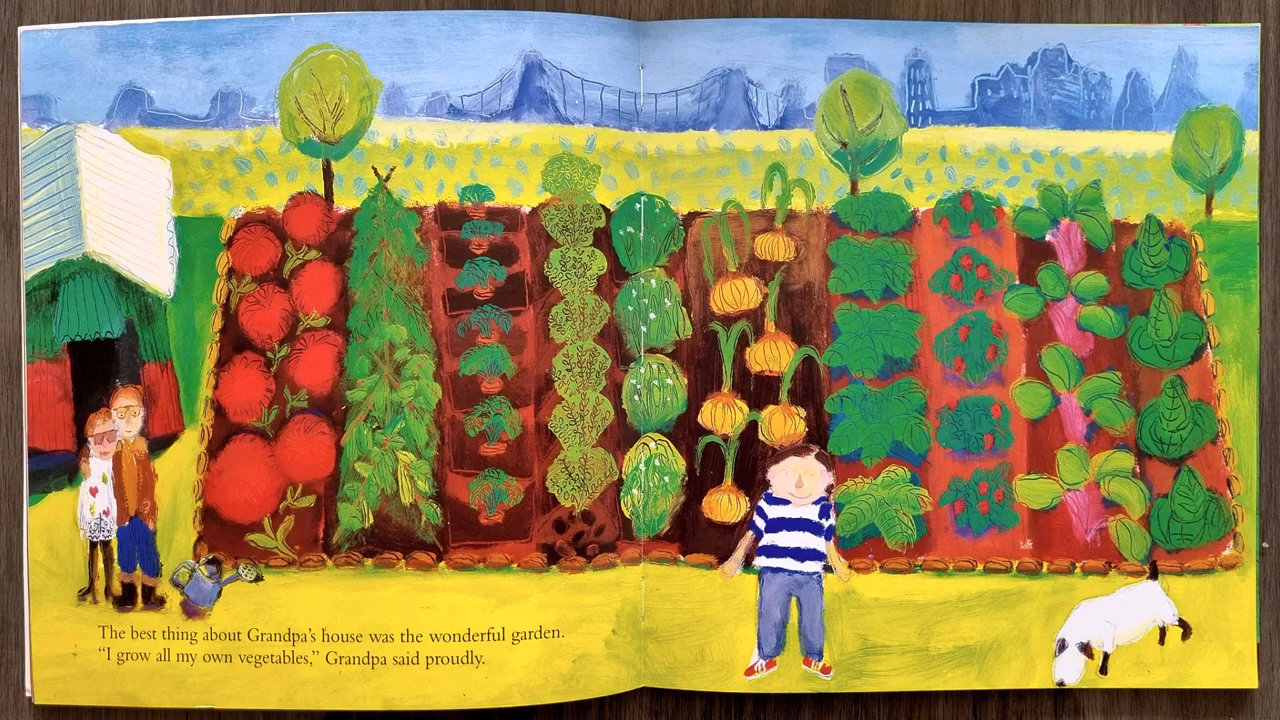 The best thing about Grandpa's house was the wonderful garden.
“I grow all my own vegetables,” Grandpa said proudly.